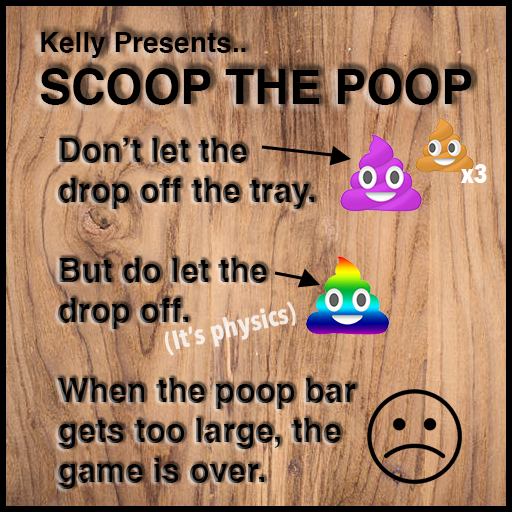 Kelly Presents..
SCOOP THE POOP
Don't let the
drop off the tray.
x3
But do let the
drop off.
(It's physics)
When the poop bar
gets too large, the
game is over.